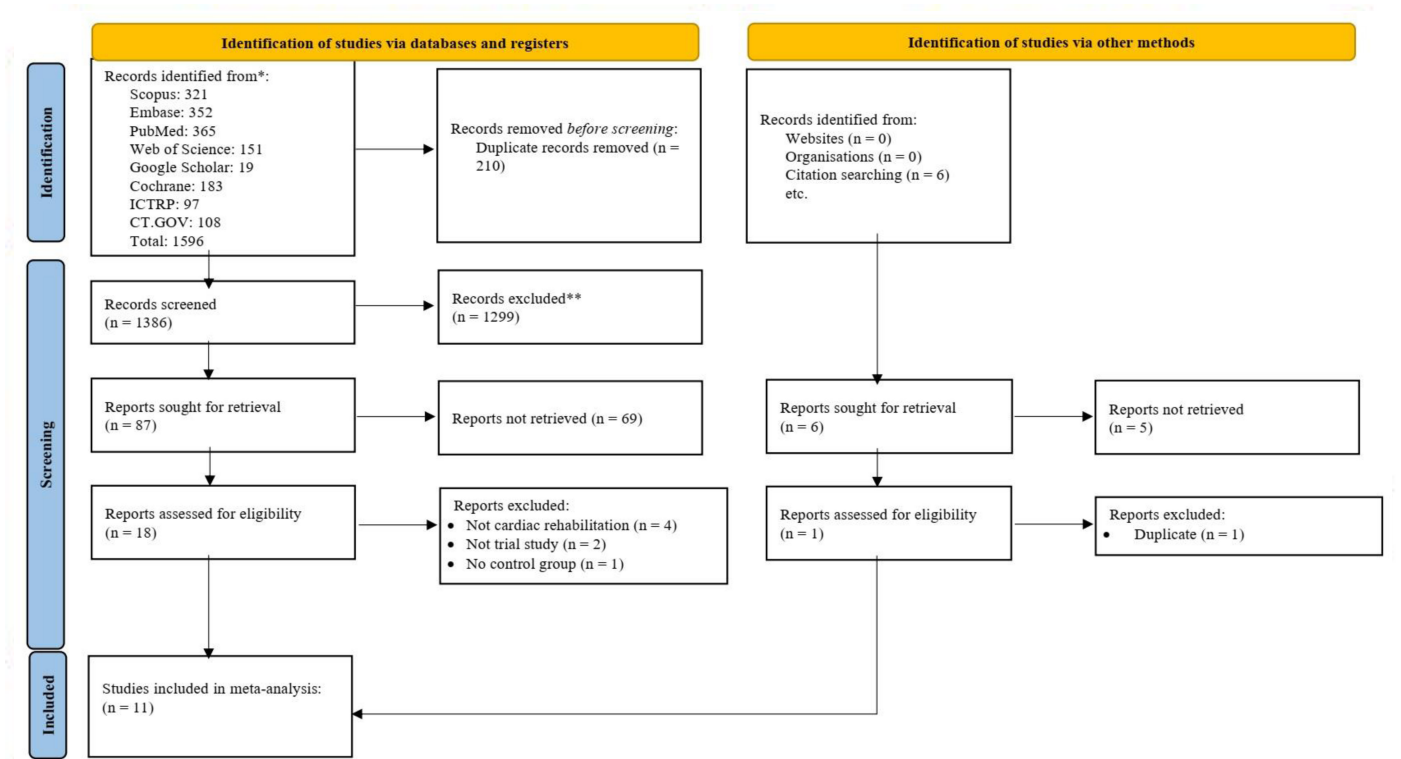 Identification of studies via databases and registers
Identification of studies via other methods
Identification
Records identified from*:
Scopus: 321
Embase: 352
PubMed: 365
Web of Science: 151
Google Scholar: 19
Cochrane: 183
ICTRP: 97
CT.GOV: 108
Total: 1596
Records removed before screening:
Duplicate records removed (n =
210)
Records identified from:
Websites (n = 0)
Organisations (n = 0)
Citation searching (n = 6)
etc.
Screening
Records screened
(n = 1386)
Records excluded**
(n = 1299)
Reports sought for retrieval
(n = 87)
Reports not retrieved (n = 69)
Reports sought for retrieval
(n = 6)
Reports not retrieved
(n = 5)
Reports assessed for eligibility
(n = 18)
Reports excluded:
• Not cardiac rehabilitation (n = 4)
• Not trial study (n = 2)
• No control group (n = 1)
Reports assessed for eligibility
(n = 1)
Reports excluded:
• Duplicate (n = 1)
Included
Studies included in meta-analysis:
(n = 11)